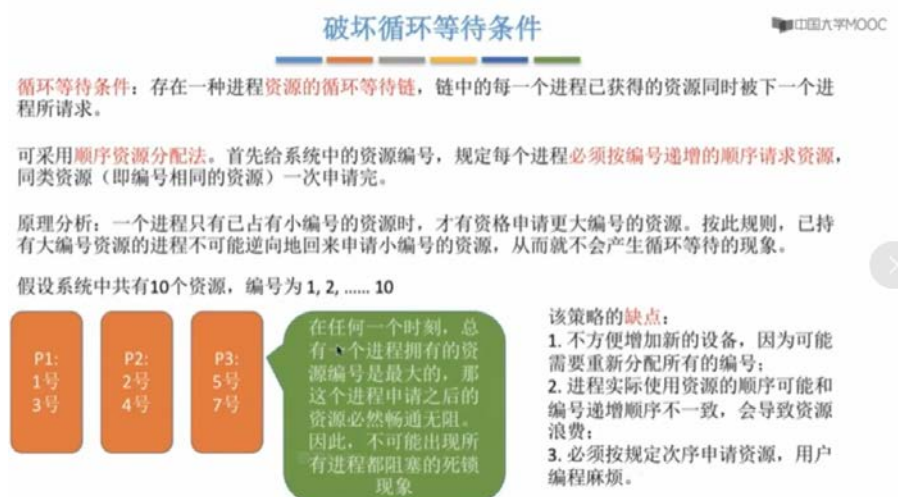 破坏循环等待条件
中国大学MOOC
循环等待条件：存在一种进程资源的循环等待链，链中的每一个进程已获得的资源同时被下一个进
程所请求。
可采用顺序资源分配法。首先给系统中的资源编号，规定每个进程必须按编号递增的顺序请求资源，
同类资源（即编号相同的资源）一次申请完。
原理分析：一个进程只有已占有小编号的资源时，才有资格申请更大编号的资源。按此规则，已持
有大编号资源的进程不可能逆向地回来申请小编号的资源，从而就不会产生循环等待的现象。
假设系统中共有10个资源，编号为 1, 2, ...... 10
P1:
1号
3号
P2:
2号
4号
P3:
5号
7号
在任何一个时刻，总
有一个进程拥有的资
源编号是最大的，那
这个进程申请之后的
资源必然畅通无阻。
因此，不可能出现所
有进程都阻塞的死锁
现象
该策略的缺点：
1. 不方便增加新的设备，因为可能
需要重新分配所有的编号；
2. 进程实际使用资源的顺序可能和
编号递增顺序不一致，会导致资源
浪费；
3. 必须按规定次序申请资源，用户
编程麻烦。